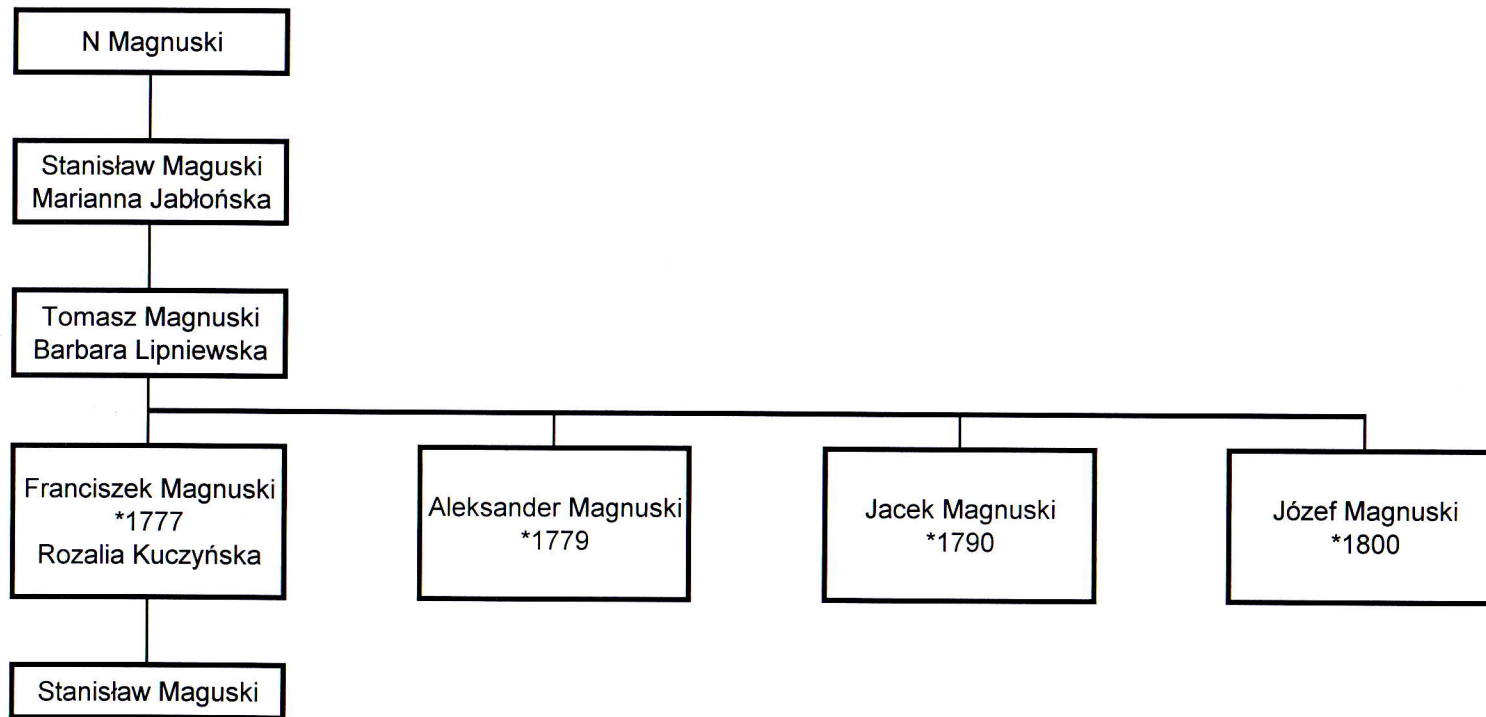 N Magnuski
Stanisław Maguski
Marianna Jabłońska
Tomasz Magnuski
Barbara Lipniewska
Franciszek Magnuski
*1777
Rozalia Kuczyńska
Aleksander Magnuski
*1779
Jacek Magnuski
*1790
Józef Magnuski
*1800
Stanisław Maguski